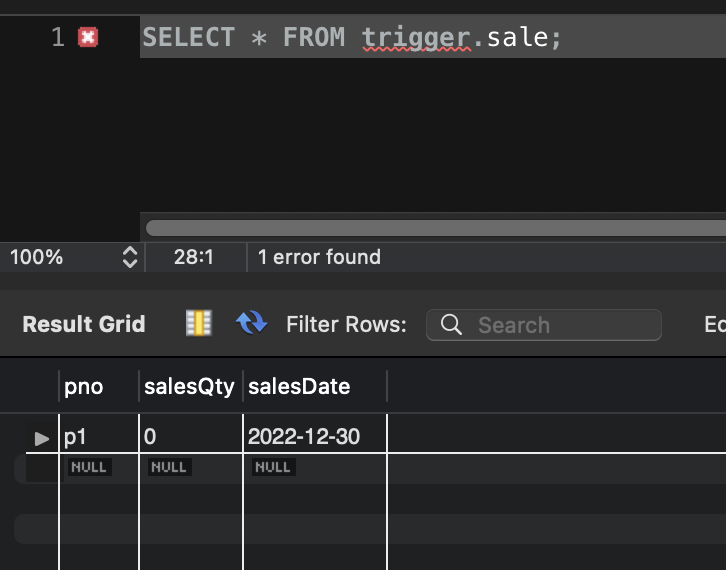 1 SELECT * FROM trigger.sale;
100% 28:1 1 error found
Result Grid Filter Rows: Search Ec
pno salesQty salesDate
p1 0 2022-12-30
NULL NULL NULL